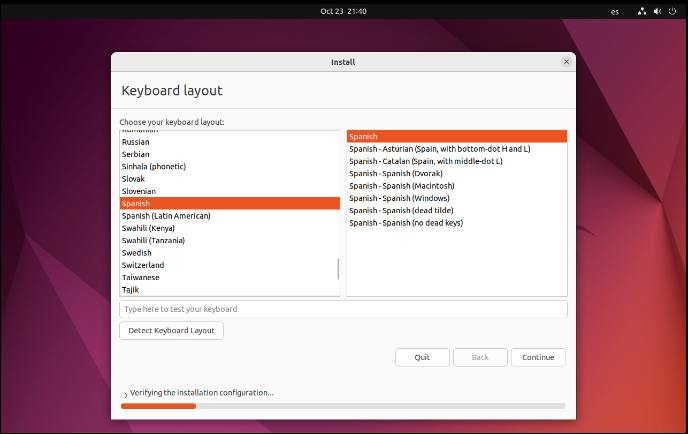 Oct 23 21:40
es
Install
Keyboard layout
Choose your keyboard layout:
Romanian
Russian
Serbian
Sinhala (phonetic)
Slovak
Slovenian
Spanish
Spanish (Latin American)
Swahili (Kenya)
Swahili (Tanzania)
Swedish
Switzerland
Taiwanese
Tajik
Spanish
Spanish - Asturian (Spain, with bottom-dot H and L)
Spanish - Catalan (Spain, with middle-dot L)
Spanish - Spanish (Dvorak)
Spanish - Spanish (Macintosh)
Spanish - Spanish (Windows)
Spanish - Spanish (dead tilde)
Spanish - Spanish (no dead keys)
Type here to test your keyboard
Detect Keyboard Layout
Quit
Back
Continue
Verifying the installation configuration...